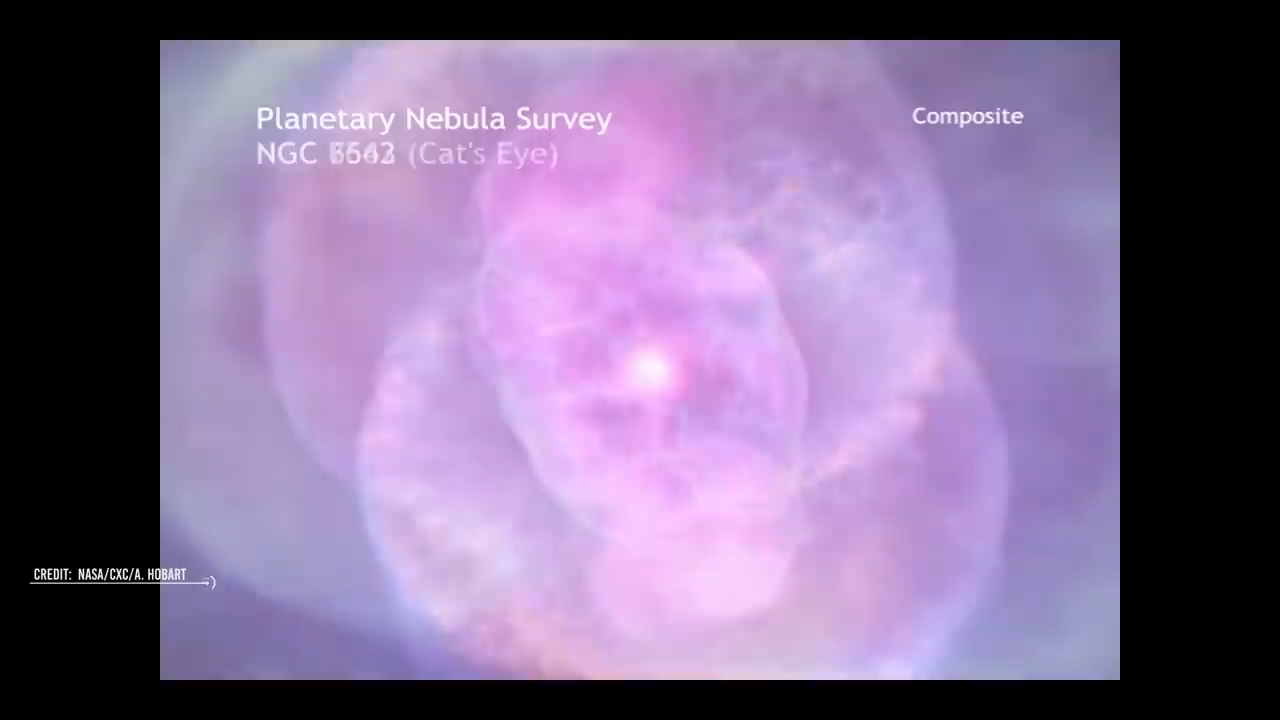 Planetary Nebula Survey
Composite
NGC (Cat's Eye)
CREDIT: NASA/CXC/A. HOBART